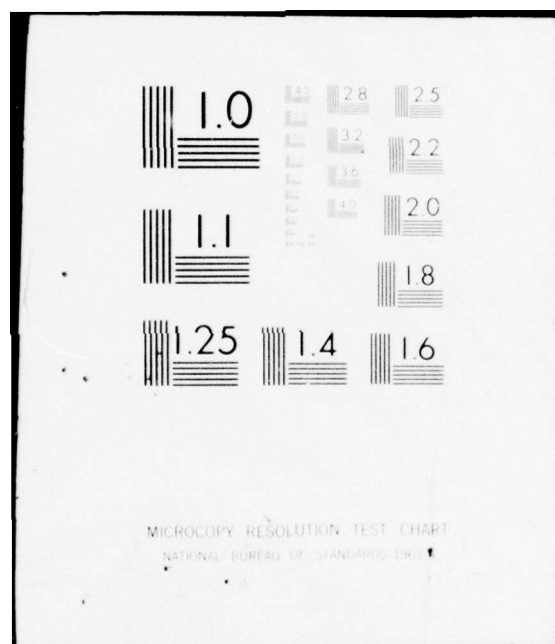 1.0 2.8 2.5
3.2 2.2
3.6
4.0 2.0
1.1
1.8
1.25 1.4 1.6
MICROCOPY RESOLUTION TEST CHART
NATIONAL BUREAU OF STANDARDS